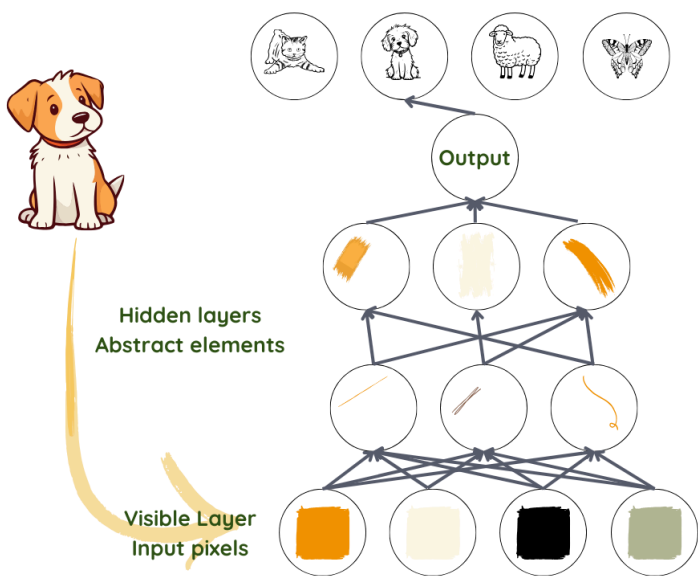 Output
Hidden layers
Abstract elements
Visible Layer
Input pixels